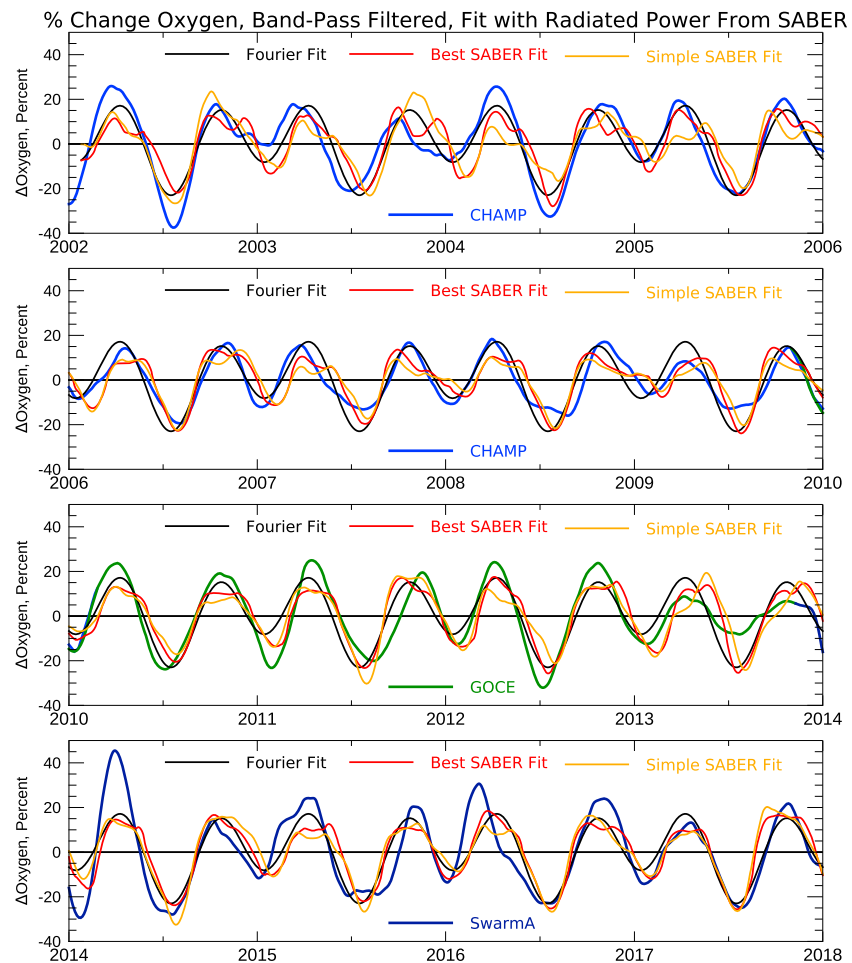 % Change Oxygen, Band-Pass Filtered, Fit with Radiated Power From SABER
Fourier Fit Best SABER Fit Simple SABER Fit
40
20
0
-20
-40
ΔOxygen, Percent
CHAMP
2002 2003 2004 2005 2006
Fourier Fit Best SABER Fit Simple SABER Fit
40
20
0
-20
-40
ΔOxygen, Percent
CHAMP
2006 2007 2008 2009 2010
Fourier Fit Best SABER Fit Simple SABER Fit
40
20
0
-20
-40
ΔOxygen, Percent
GOCE
2010 2011 2012 2013 2014
Fourier Fit Best SABER Fit Simple SABER Fit
40
20
0
-20
-40
ΔOxygen, Percent
SwarmA
2014 2015 2016 2017 2018